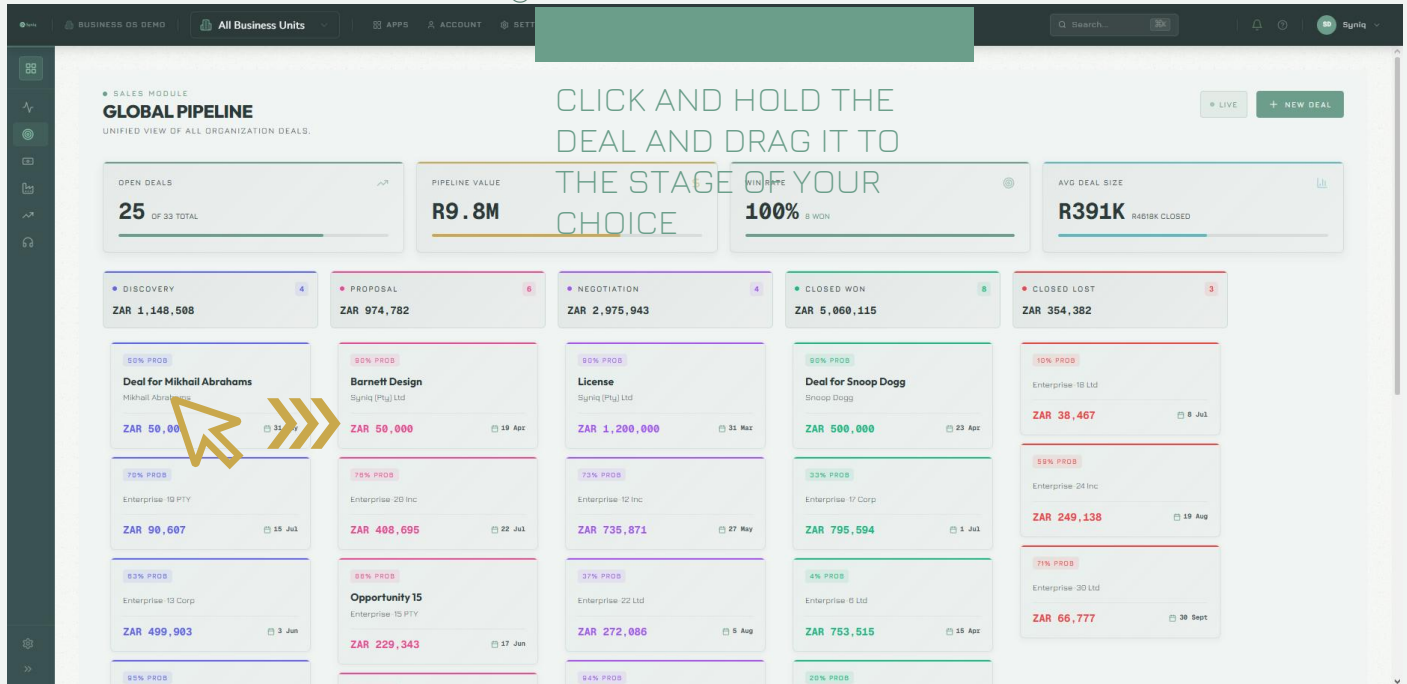 BUSINESS OS DEMO
All Business Units
APPS
ACCOUNT
Search...
SD
Syniq
SALES MODULE
GLOBAL PIPELINE
UNIFIED VIEW OF ALL ORGANIZATION DEALS.
LIVE
+ NEW DEAL
CLICK AND HOLD THE
DEAL AND DRAG IT TO
THE STAGE OF YOUR
CHOICE
OPEN DEALS
25 OF 33 TOTAL
PIPELINE VALUE
R9.8M
WIN RATE
100% 8 WON
AVG DEAL SIZE
R391K R4618K CLOSED
DISCOVERY 4
ZAR 1,148,508
PROPOSAL 6
ZAR 974,782
NEGOTIATION 4
ZAR 2,975,943
CLOSED WON 8
ZAR 5,060,115
CLOSED LOST 3
ZAR 354,382
50% PROB
Deal for Mikhail Abrahams
Mikhail Abrahams
ZAR 50,00
70% PROB
Enterprise 19 PTY
ZAR 90,607 15 Jul
63% PROB
Enterprise 13 Corp
ZAR 499,903 3 Jun
95% PROB
90% PROB
Barnett Design
Syniq (Pty) Ltd
ZAR 50,000 19 Apr
76% PROB
Enterprise 20 Inc
ZAR 408,695 22 Jul
88% PROB
Opportunity 15
Enterprise 15 PTY
ZAR 229,343 17 Jun
90% PROB
License
Syniq (Pty) Ltd
ZAR 1,200,000 31 Mar
73% PROB
Enterprise 12 Inc
ZAR 735,871 27 May
37% PROB
Enterprise 22 Ltd
ZAR 272,086 5 Aug
94% PROB
90% PROB
Deal for Snoop Dogg
Snoop Dogg
ZAR 500,000 23 Apr
33% PROB
Enterprise 17 Corp
ZAR 795,594 1 Jul
4% PROB
Enterprise 6 Ltd
ZAR 753,515 15 Apr
20% PROB
10% PROB
Enterprise 18 Ltd
ZAR 38,467 8 Jul
59% PROB
Enterprise 24 Inc
ZAR 249,138 19 Aug
71% PROB
Enterprise 30 Ltd
ZAR 66,777 30 Sept